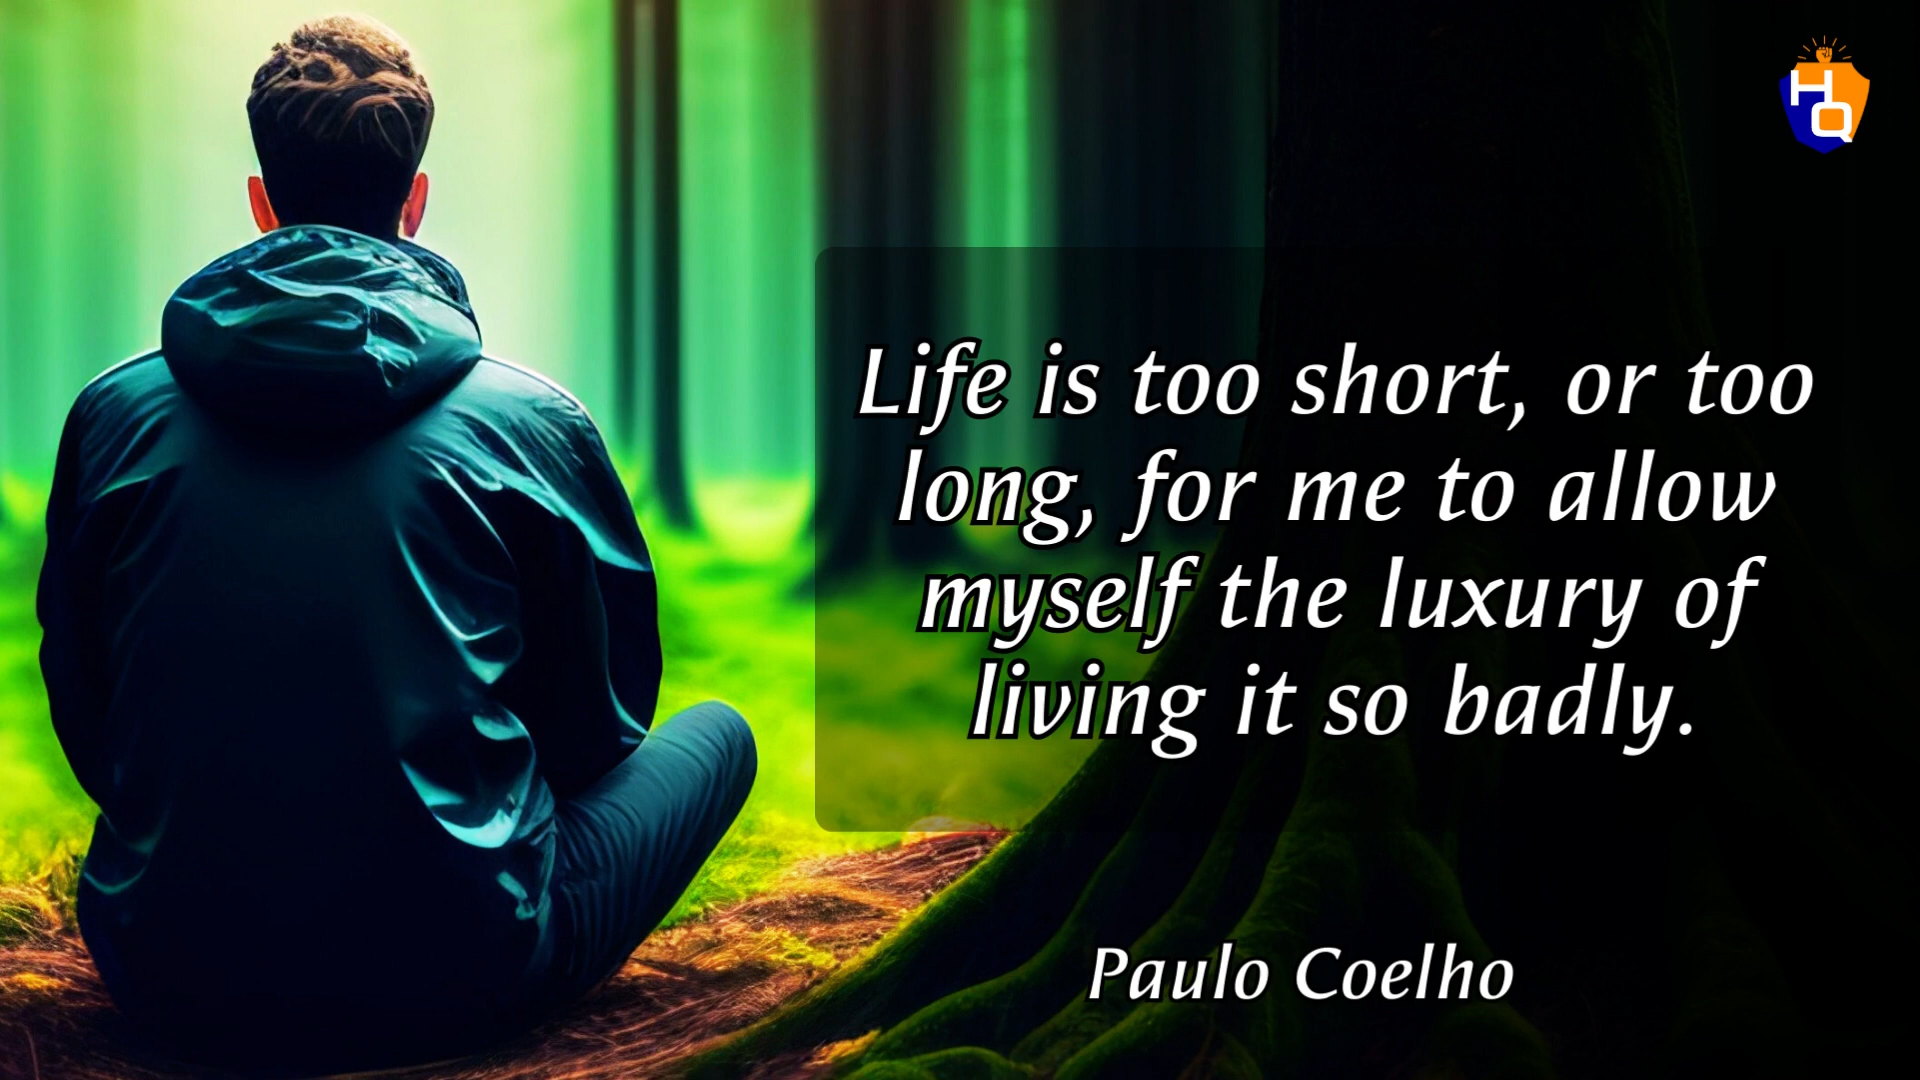 HQ
Life is too short, or too
long, for me to allow
myself the luxury of
living it so badly.
Paulo Coelho